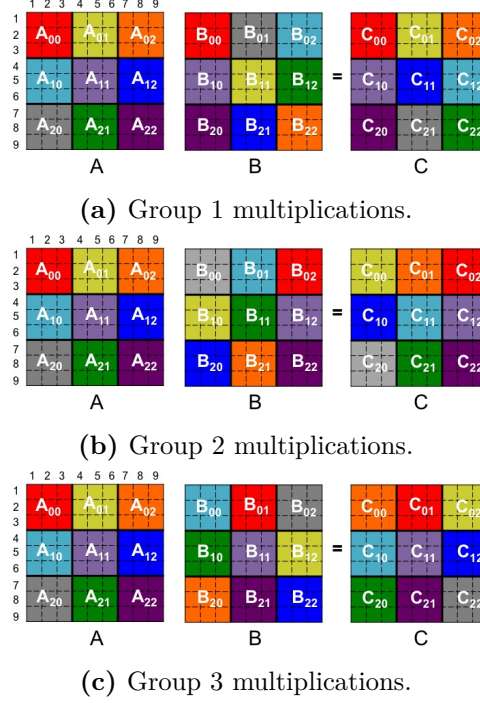 1 2 3 4 5 6 7 8 9
1 A00 A01 A02 B00 B01 B02 C00 C01 C02
2
3
4 A10 A11 A12 B10 B11 B12 = C10 C11 C12
5
6
7 A20 A21 A22 B20 B21 B22 C20 C21 C22
8
9
A B C
(a) Group 1 multiplications.
1 2 3 4 5 6 7 8 9
1 A00 A01 A02 B00 B01 B02 C00 C01 C02
2
3
4 A10 A11 A12 B10 B11 B12 = C10 C11 C12
5
6
7 A20 A21 A22 B20 B21 B22 C20 C21 C22
8
9
A B C
(b) Group 2 multiplications.
1 2 3 4 5 6 7 8 9
1 A00 A01 A02 B00 B01 B02 C00 C01 C02
2
3
4 A10 A11 A12 B10 B11 B12 = C10 C11 C12
5
6
7 A20 A21 A22 B20 B21 B22 C20 C21 C22
8
9
A B C
(c) Group 3 multiplications.